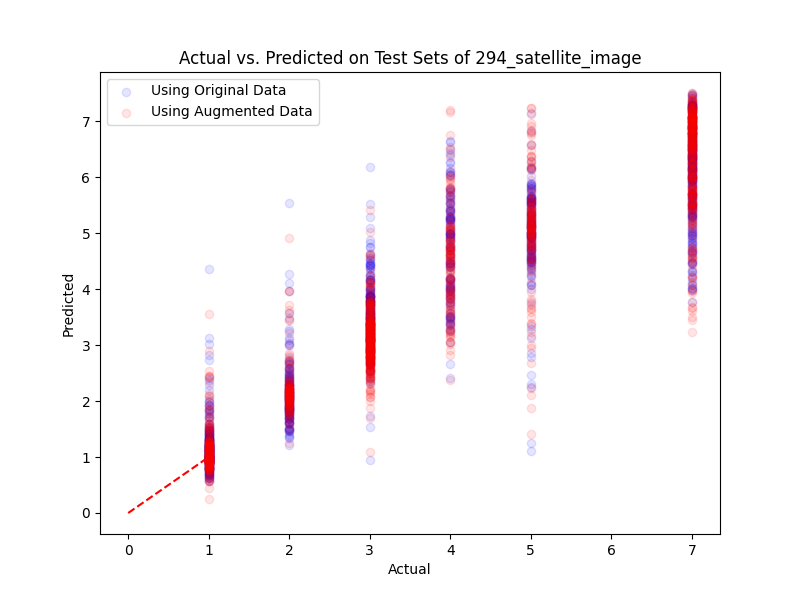 Actual vs. Predicted on Test Sets of 294_satellite_image
Using Original Data
Using Augmented Data
7
6
5
4
3
2
1
0
Predicted
0 1 2 3 4 5 6 7
Actual